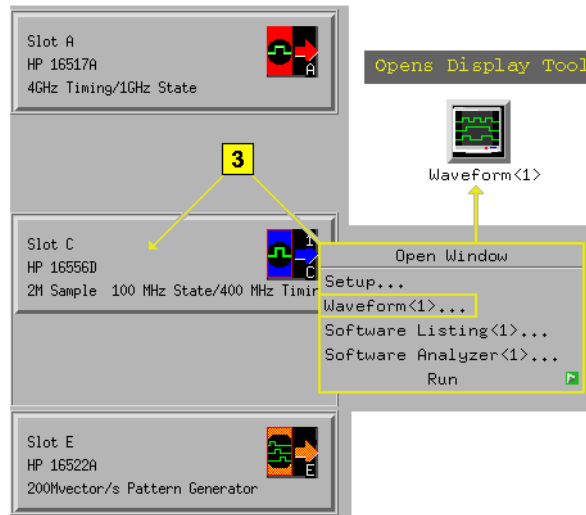 Slot A
HP 16517A
4GHz Timing/1GHz State
A
Opens Display Tool
Waveform<1>
3
Slot C
HP 16556D
2M Sample 100 MHz State/400 MHz Timin
1
C
Open Window
Setup...
Waveform<1>...
Software Listing<1>...
Software Analyzer<1>...
Run
Slot E
HP 16522A
200Mvector/s Pattern Generator
E